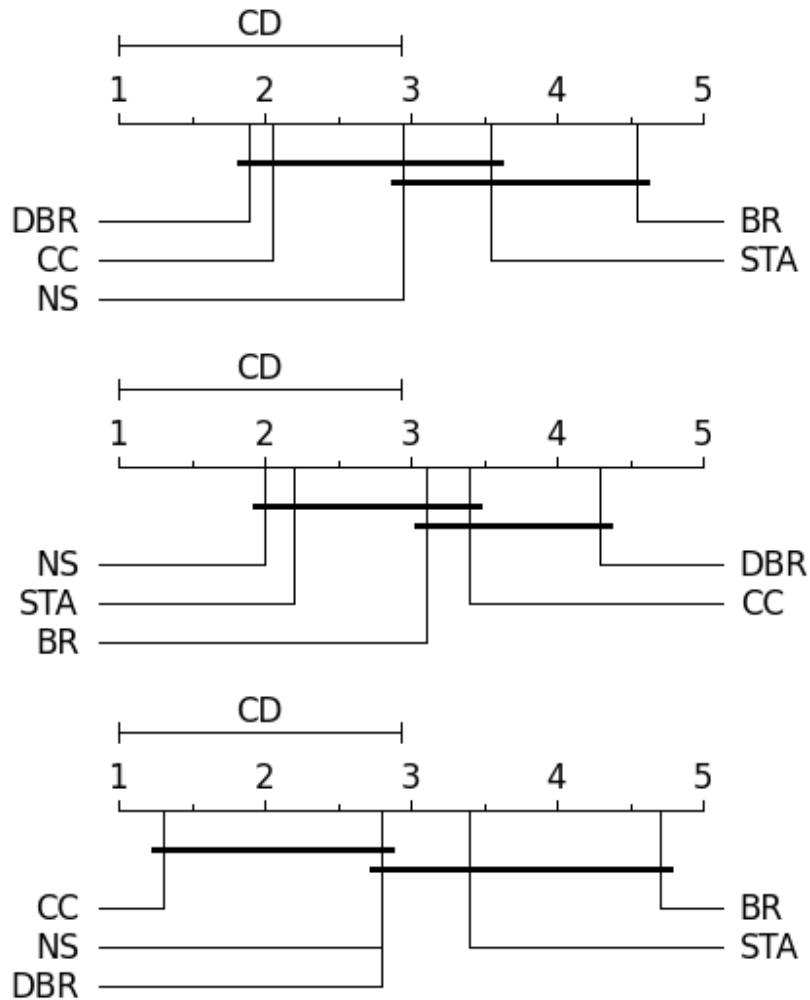 CD
1 2 3 4 5
DBR BR
CC STA
NS
CD
1 2 3 4 5
NS DBR
STA CC
BR
CD
1 2 3 4 5
CC BR
NS STA
DBR